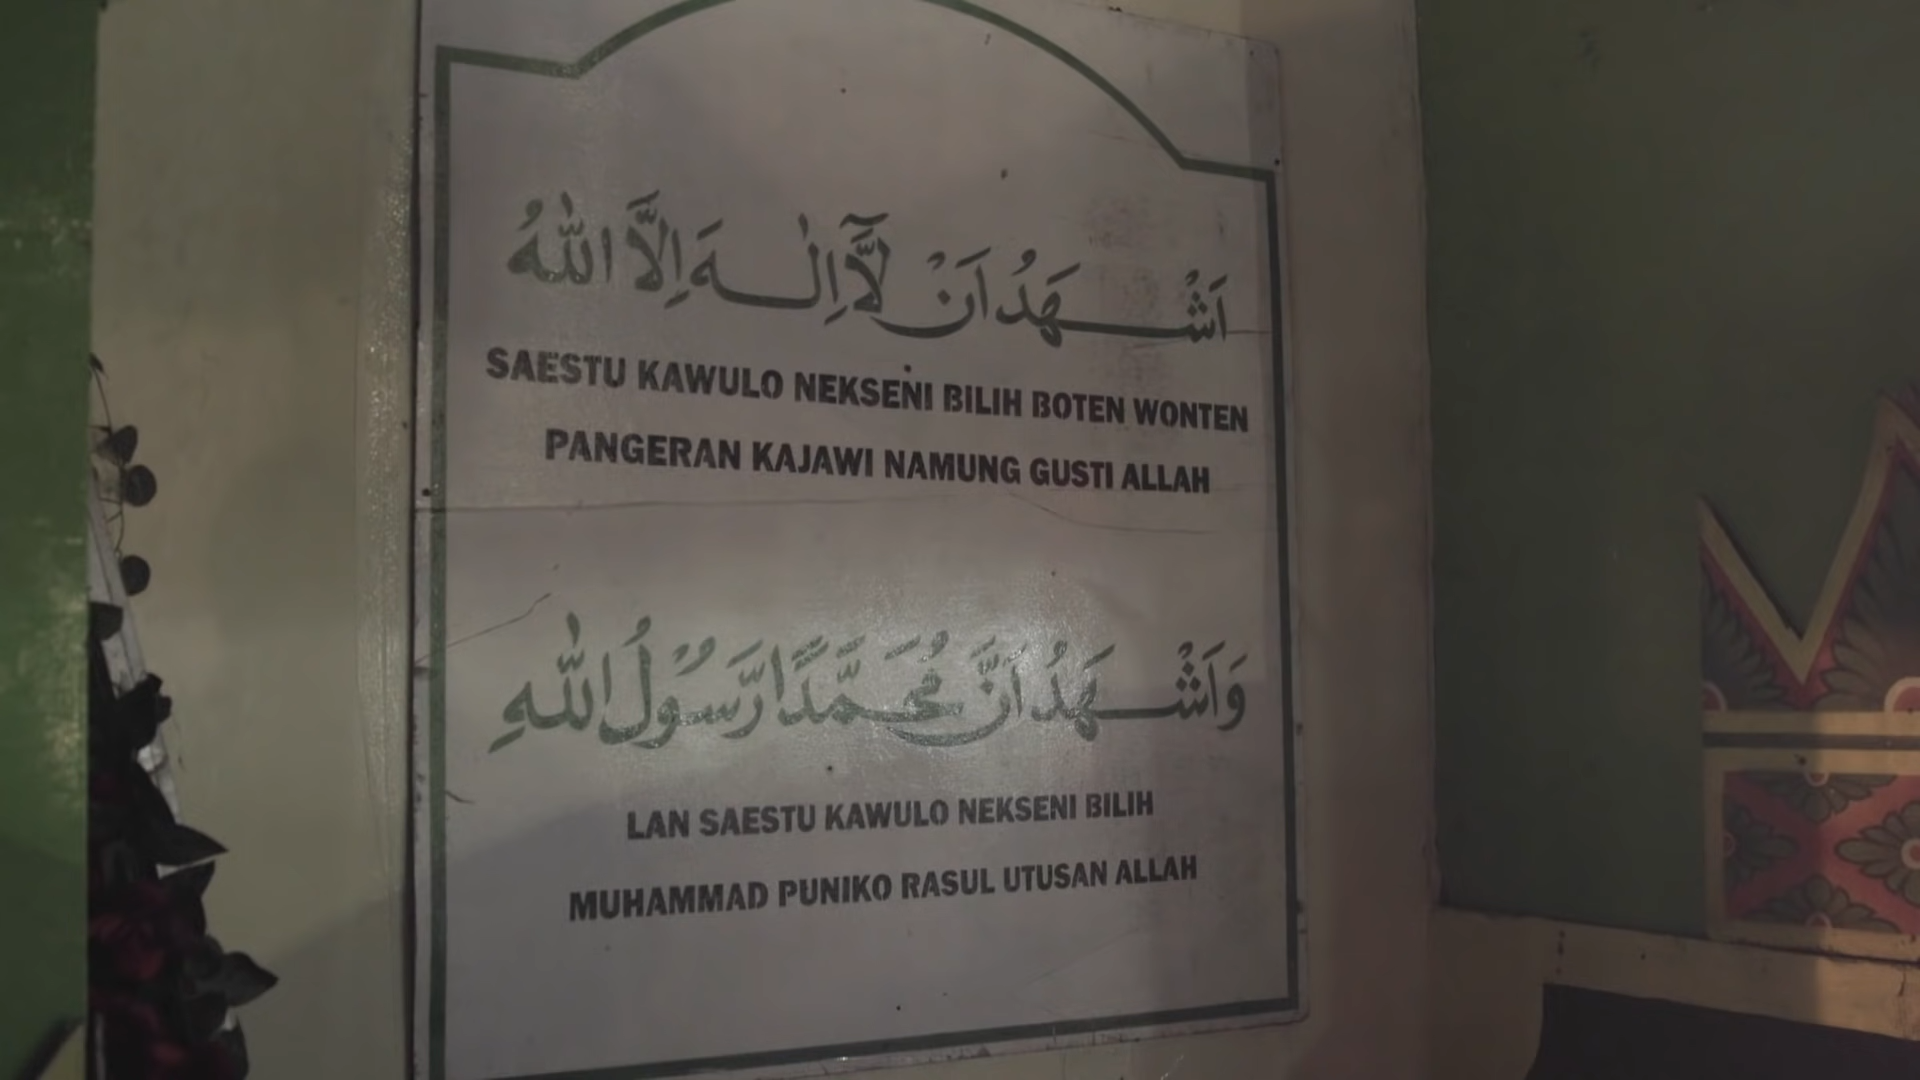 اَشْهَدُ اَنْ لَآ اِلٰهَ اِلَّا اللهُ
SAESTU KAWULO NEKSENI BILIH BOTEN WONTEN
PANGERAN KAJAWI NAMUNG GUSTI ALLAH
وَاَشْهَدُ اَنَّ مُحَمَّدًا رَّسُوْلُ اللهِ
LAN SAESTU KAWULO NEKSENI BILIH
MUHAMMAD PUNIKO RASUL UTUSAN ALLAH